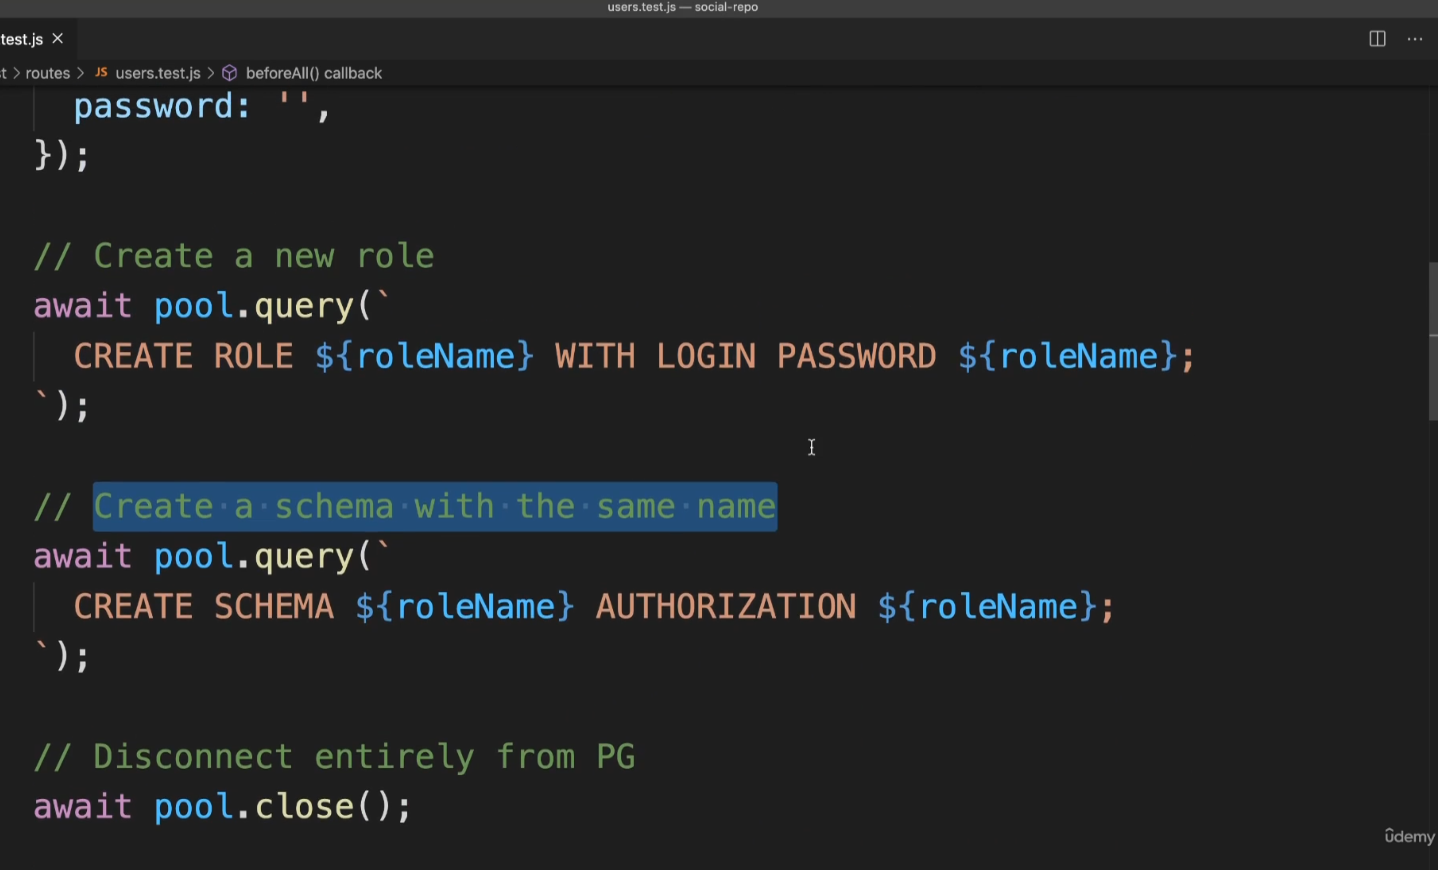 users.test.js — social-repo
test.js ×
st > routes > JS users.test.js > beforeAll() callback
password: '',
});
// Create a new role
await pool.query(`
CREATE ROLE ${roleName} WITH LOGIN PASSWORD ${roleName};
`);
// Create a schema with the same name
await pool.query(`
CREATE SCHEMA ${roleName} AUTHORIZATION ${roleName};
`);
// Disconnect entirely from PG
await pool.close();
ûdemy